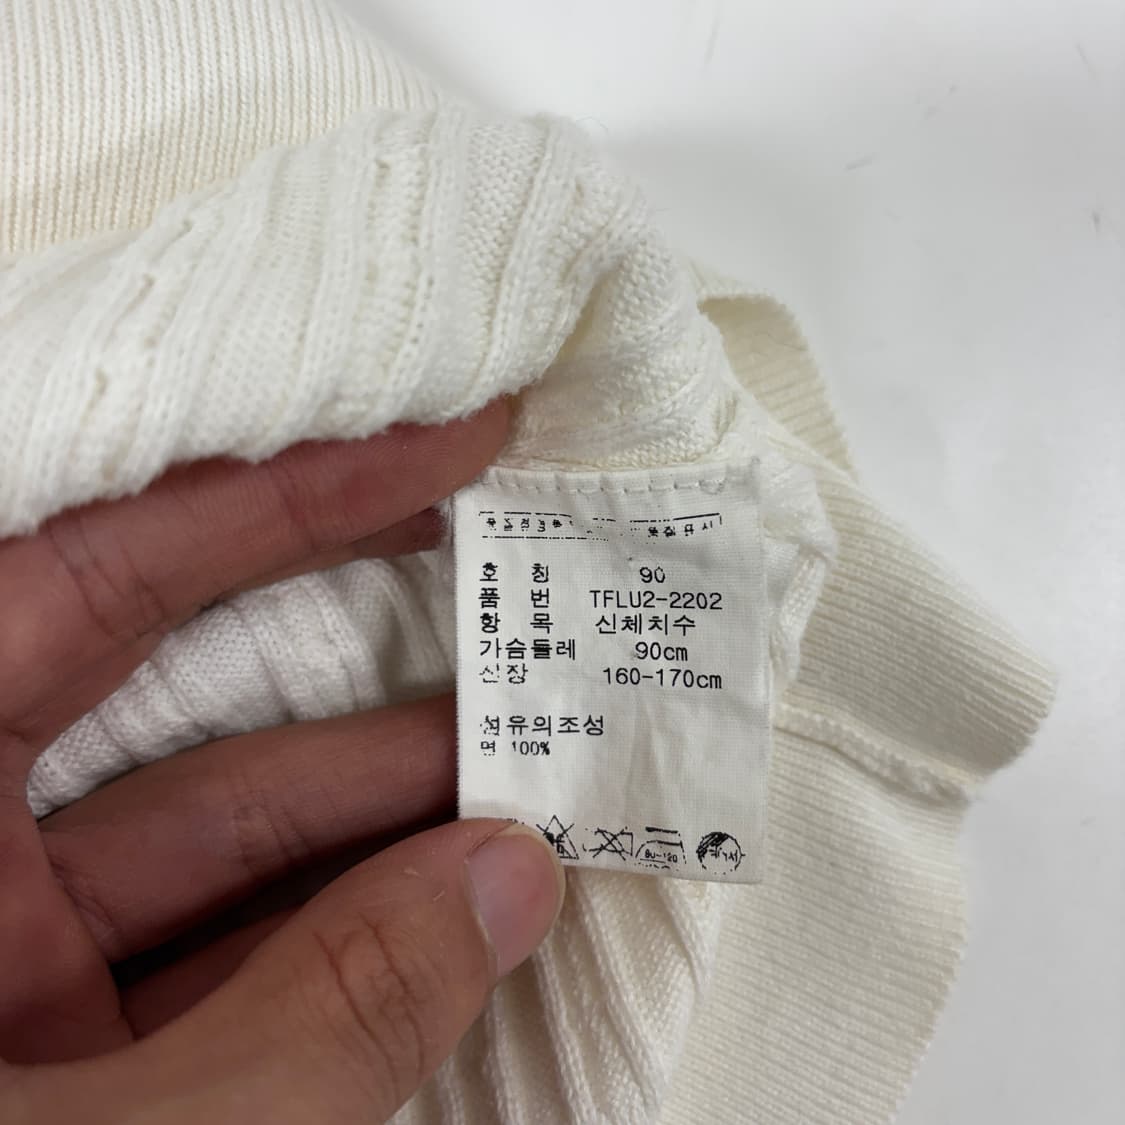 호 칭 90
품 번 TFLU2-2202
항 목 신체치수
가슴둘레 90cm
신장 160-170cm
섬유의조성
면 100%